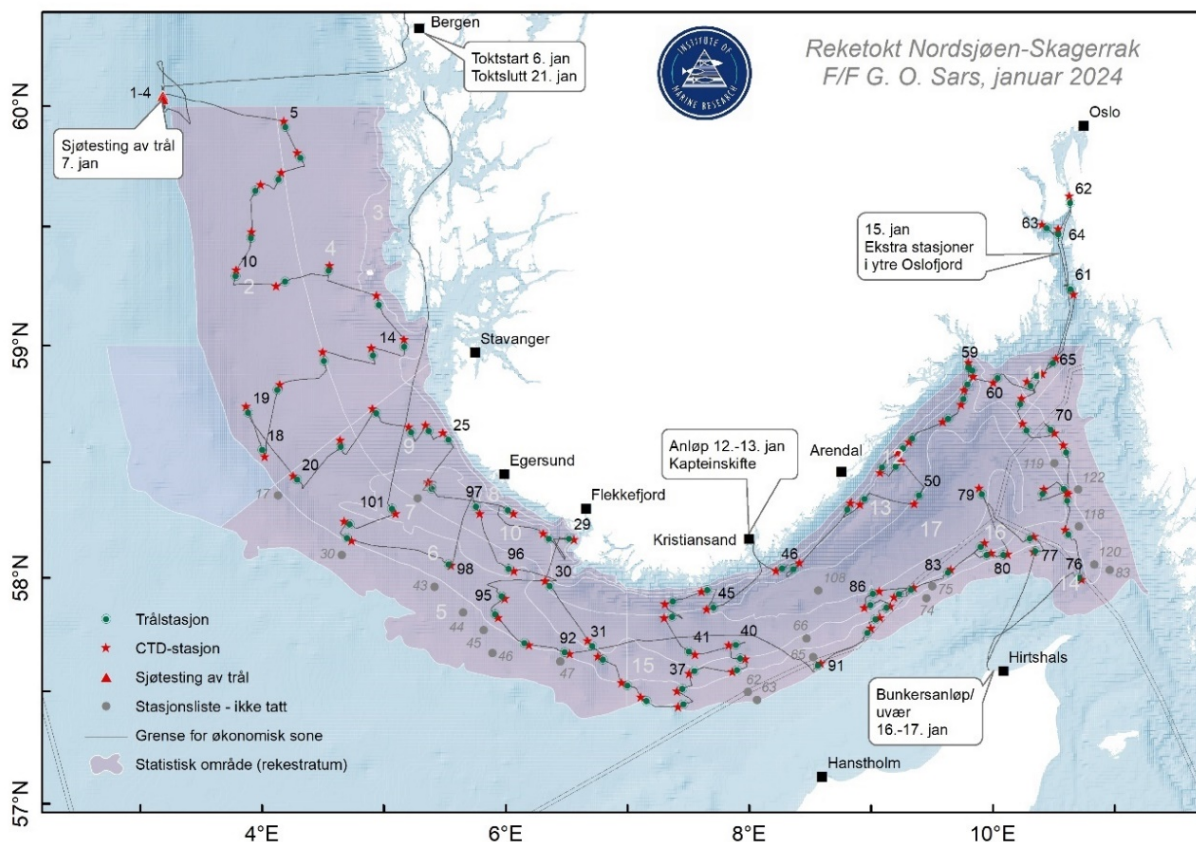 Reketokt Nordsjøen-Skagerrak
F/F G. O. Sars, januar 2024
INSTITUTE OF
MARINE RESEARCH
Bergen
Toktstart 6. jan
Toktslutt 21. jan
Oslo
60°N
1-4
5
Sjøtesting av trål
7. jan
62
63
64
15. jan
Ekstra stasjoner
i ytre Oslofjord
3
4
10
2
61
59°N
14
Stavanger
59
65
60
11
19
18
20
9
25
70
Anløp 12.-13. jan
Kapteinskifte
Arendal
12
119
122
Egersund
17
50
79
101
7
97
8
Flekkefjord
29
13
17
118
10
16
Kristiansand
30
6
98
96
30
46
108
83
80
77
76
120
83
14
58°N
43
5
95
45
86
75
74
44
45
46
92
31
47
41
40
66
65
15
37
91
62
63
Hirtshals
Bunkersanløp/
uvær
16.-17. jan
Hanstholm
Trålstasjon
CTD-stasjon
Sjøtesting av trål
Stasjonsliste - ikke tatt
Grense for økonomisk sone
Statistisk område (rekestratum)
57°N
4°E
6°E
8°E
10°E